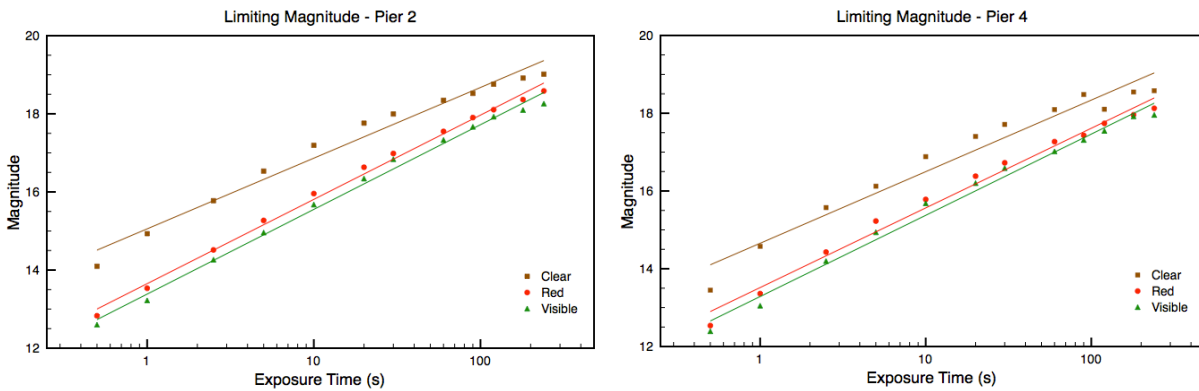 Limiting Magnitude - Pier 2
20
18
16
14
12
Magnitude
Clear
Red
Visible
1
10
100
Exposure Time (s)
Limiting Magnitude - Pier 4
20
18
16
14
12
Magnitude
Clear
Red
Visible
1
10
100
Exposure Time (s)